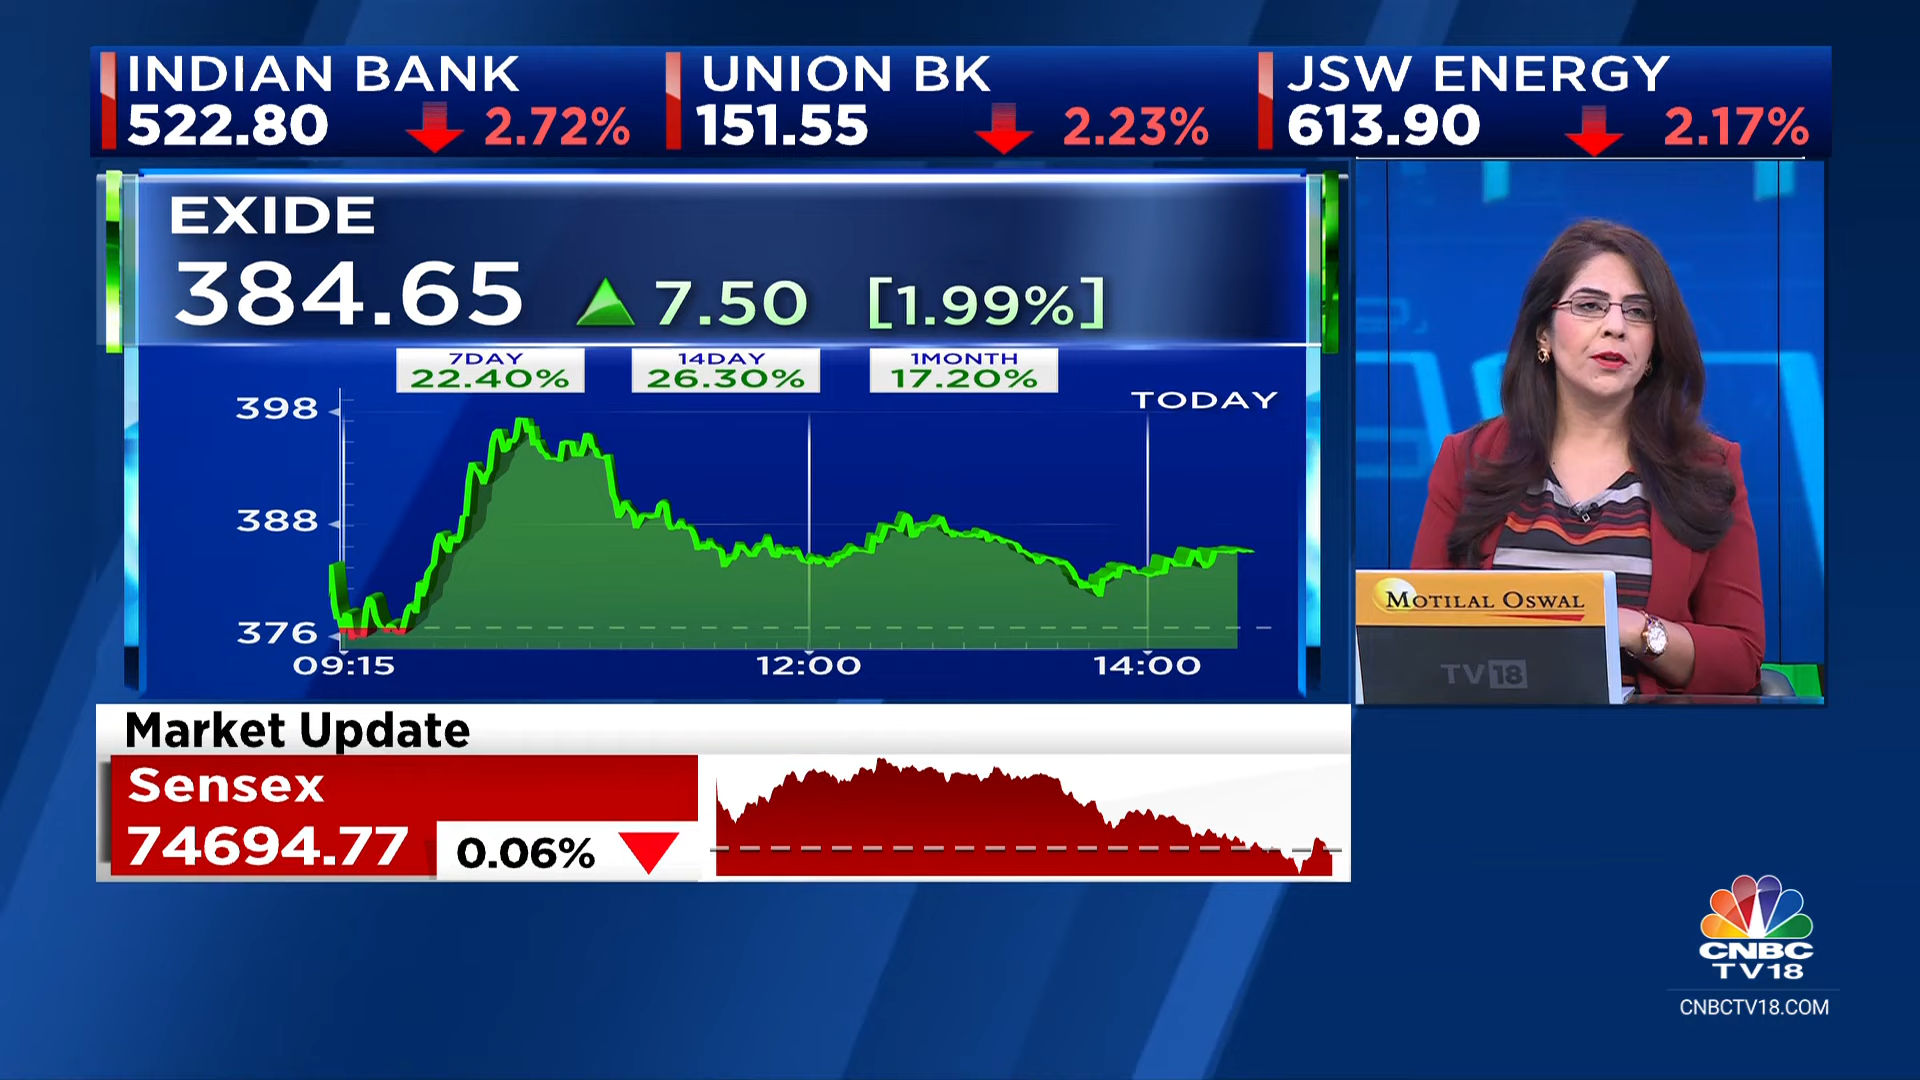 INDIAN BANK
522.80 2.72%
UNION BK
151.55 2.23%
JSW ENERGY
613.90 2.17%
EXIDE
384.65 7.50 [1.99%]
7DAY
22.40%
14DAY
26.30%
1MONTH
17.20%
TODAY
398
388
376
09:15 12:00 14:00
MOTILAL OSWAL
TV18
Market Update
Sensex
74694.77 0.06%
CNBC
TV18
CNBCTV18.COM